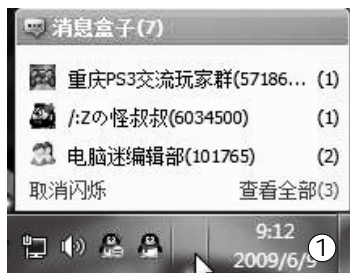 消息盒子(7)
重庆PS3交流玩家群(57186... (1)
/:Zの怪叔叔(6034500) (1)
电脑迷编辑部(101765) (2)
取消闪烁 查看全部(3)
9:12
2009/6/9
①